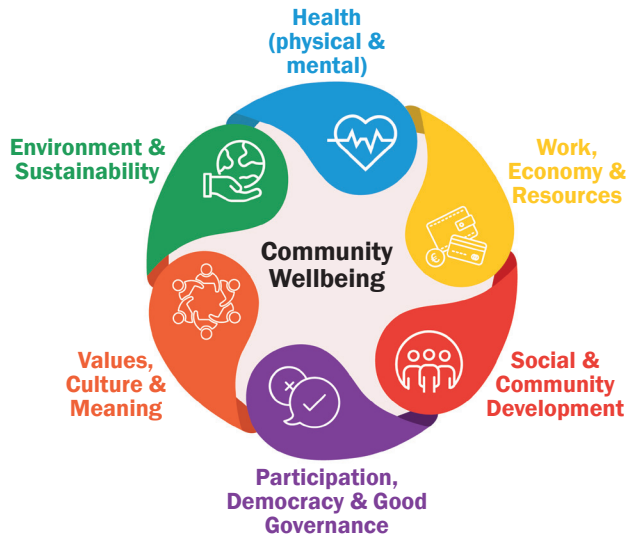 Health
(physical &
mental)
Work,
Economy &
Resources
Social &
Community
Development
Participation,
Democracy & Good
Governance
Values,
Culture &
Meaning
Environment &
Sustainability
Community
Wellbeing
€